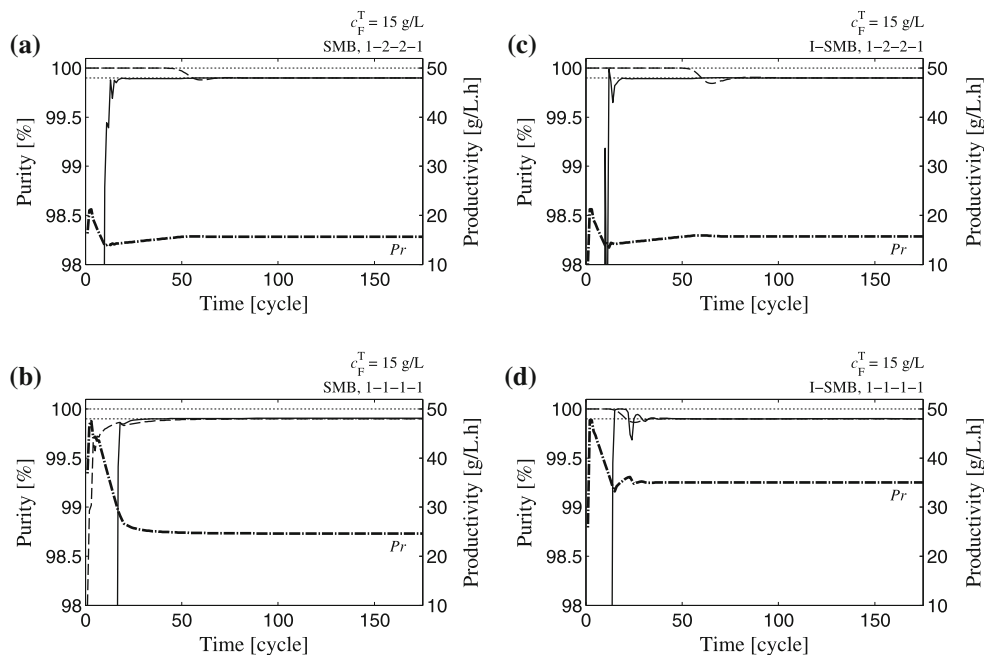 (a)
c_F^T = 15 g/L
SMB, 1−2−2−1
100
99.5
99
98.5
98
Purity [%]
50
40
30
20
10
Productivity [g/L.h]
Pr
0
50
100
150
Time [cycle]
(c)
c_F^T = 15 g/L
I−SMB, 1−2−2−1
100
99.5
99
98.5
98
Purity [%]
50
40
30
20
10
Productivity [g/L.h]
Pr
0
50
100
150
Time [cycle]
(b)
c_F^T = 15 g/L
SMB, 1−1−1−1
100
99.5
99
98.5
98
Purity [%]
50
40
30
20
10
Productivity [g/L.h]
Pr
0
50
100
150
Time [cycle]
(d)
c_F^T = 15 g/L
I−SMB, 1−1−1−1
100
99.5
99
98.5
98
Purity [%]
50
40
30
20
10
Productivity [g/L.h]
Pr
0
50
100
150
Time [cycle]